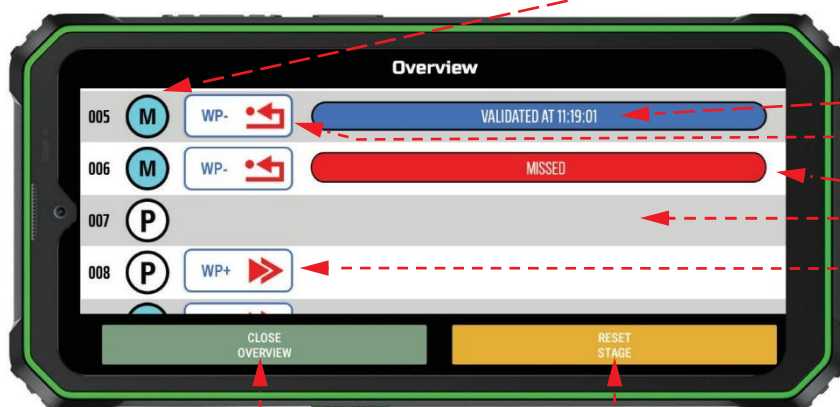 Overview
005 M WP- VALIDATED AT 11:19:01
006 M WP- MISSED
007 P
008 P WP+
CLOSE
OVERVIEW
RESET
STAGE